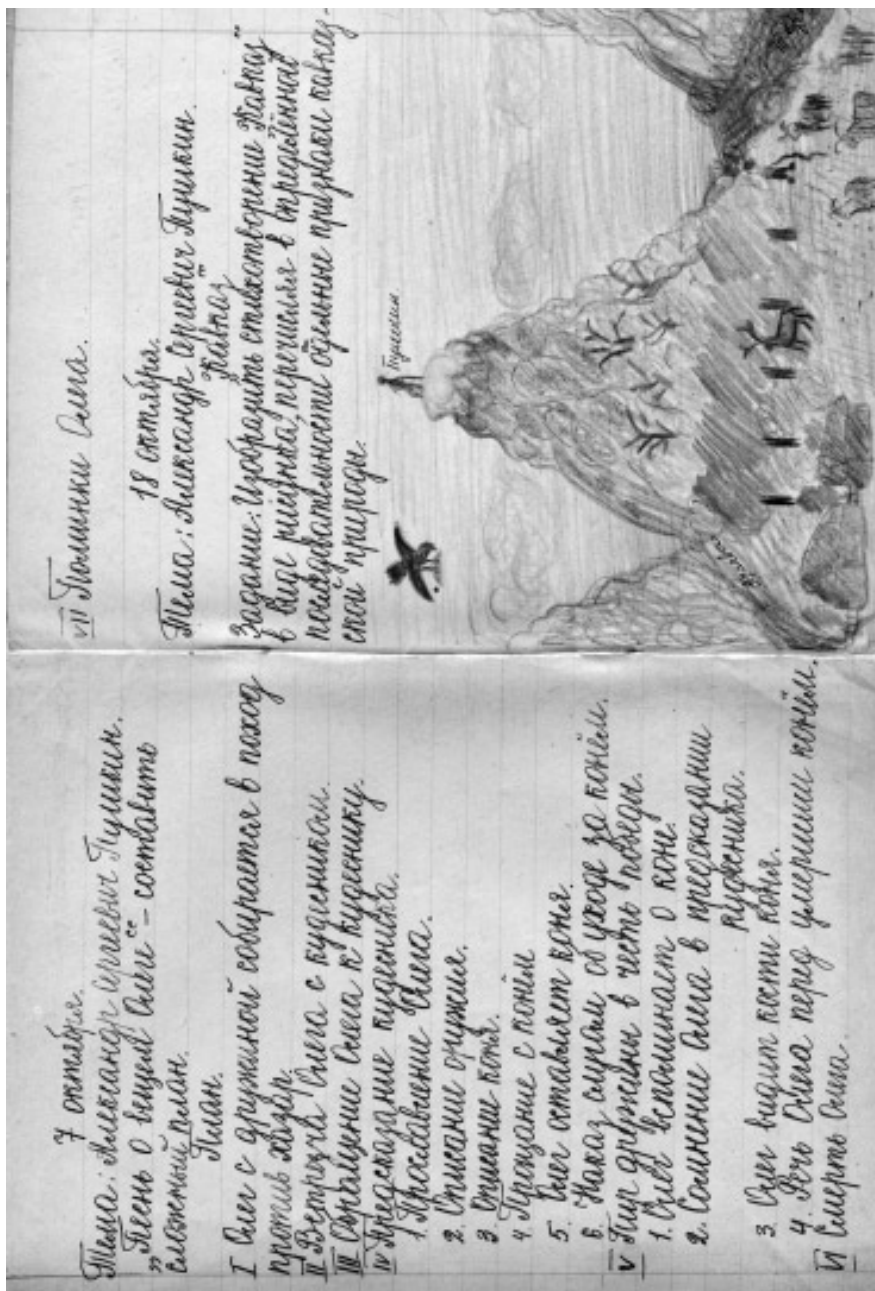 7 октября.
Тема: Александр Сергеевич Пушкин.
„Песнь о вещем Олеге" – составить
сложный план.
План.
I Олег с дружиной собирается в поход
против хазар.
II Встреча Олега с кудесником.
III Обращение Олега к кудеснику.
IV Предсказание кудесника.
1. Прославление Олега.
2. Описание оружия.
3. Описание коня.
4. Прощание с конём
5. Олег оставляет коня.
6. Наказ слугам об уходе за конём.
V Пир дружины в честь победы.
1. Олег вспоминает о коне.
2. Сомнение Олега в предсказании
кудесника.
3. Олег видит кости коня.
4. Речь Олега перед умершим конём.
VI Смерть Олега.
VII Поминки Олега.
18 октября.
Тема: Александр Сергеевич Пушкин.
"Кавказ"
Задание: Изобразить стихотворение "Кавказ"
в виде рисунка, перечисляя в определённой
последовательности отдельные признаки кавказ-
ской природы.
Пушкин